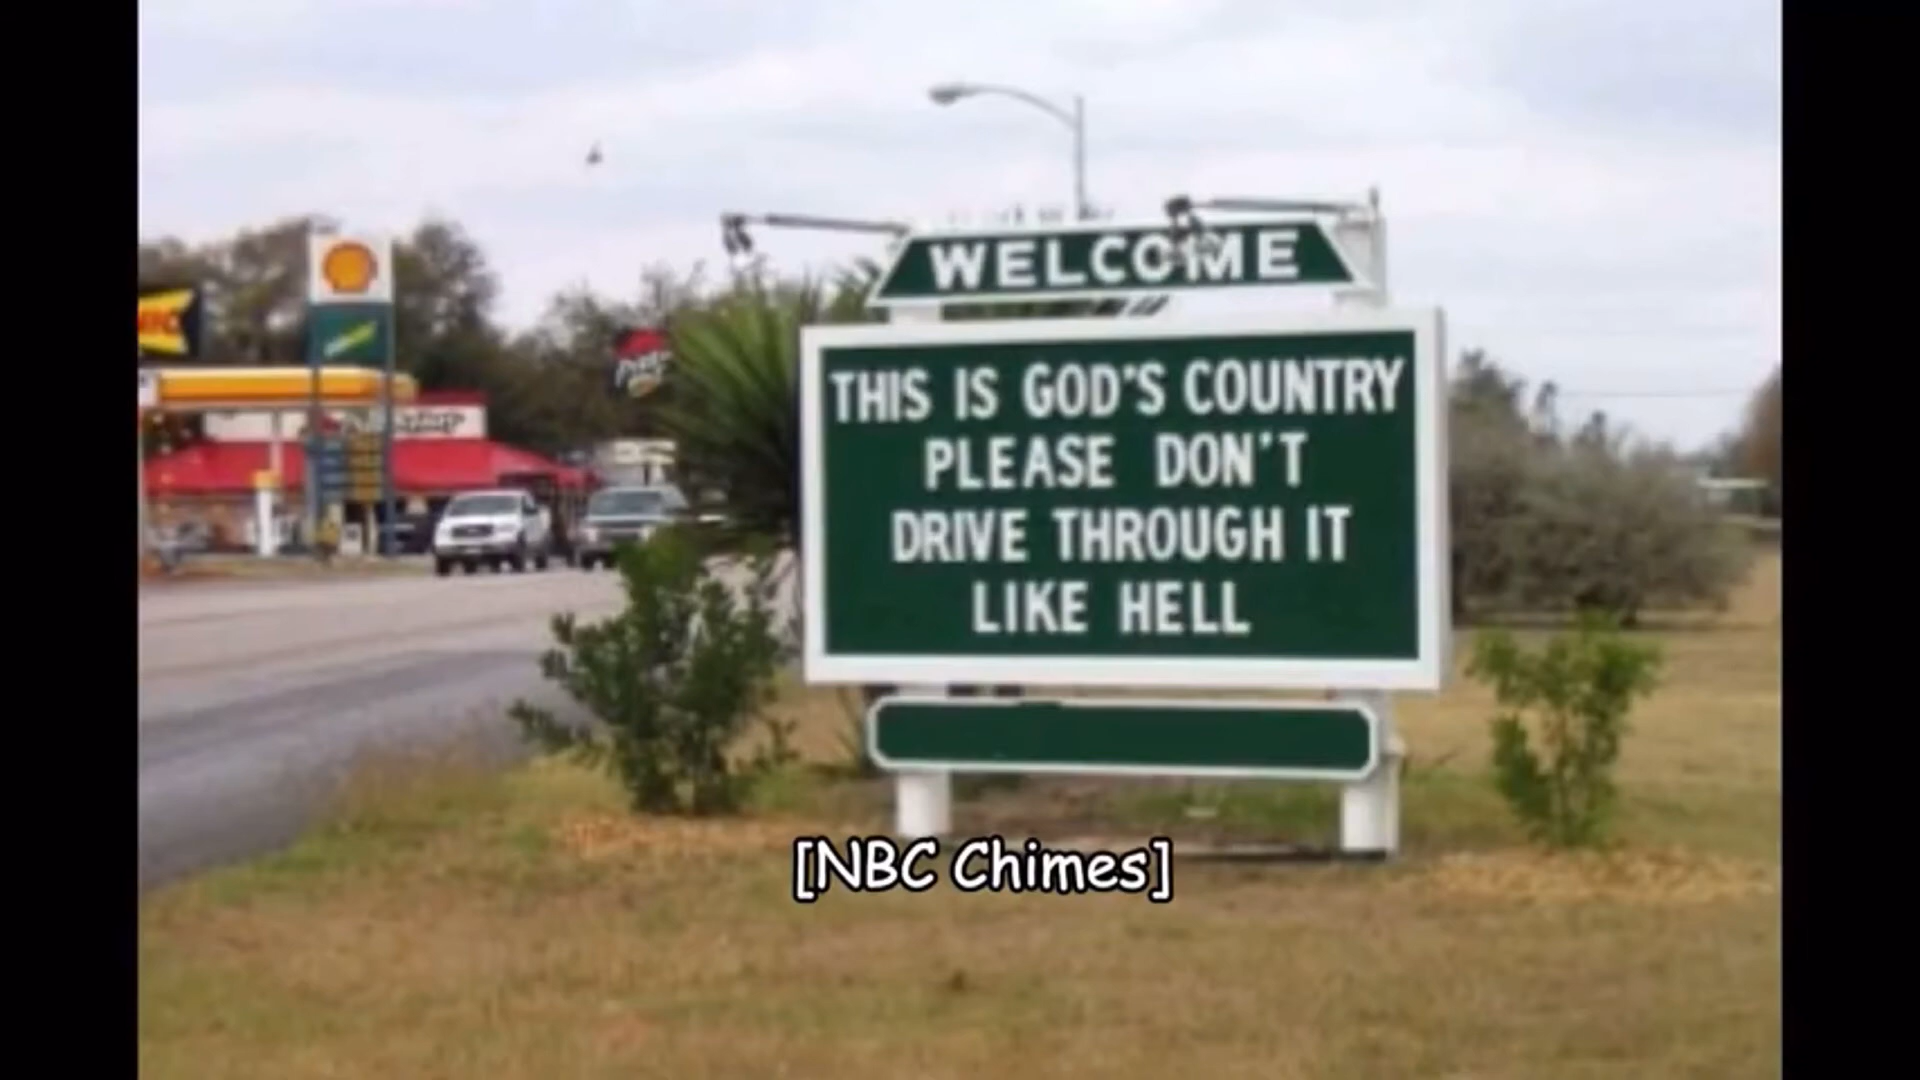 WELCOME
THIS IS GOD'S COUNTRY
PLEASE DON'T
DRIVE THROUGH IT
LIKE HELL
[NBC Chimes]